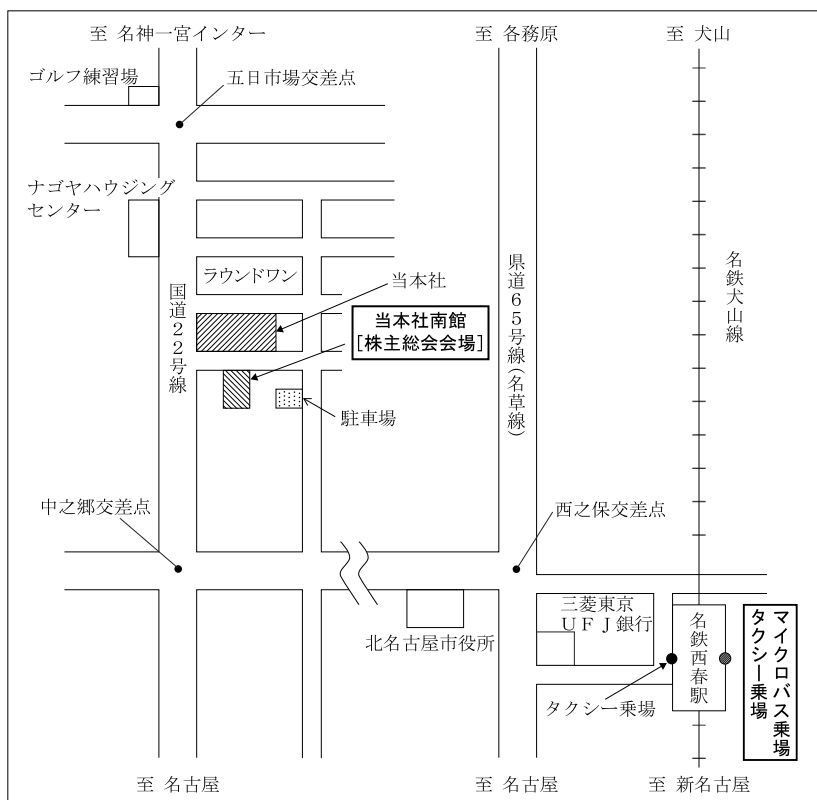 至 名神一宮インター
至 各務原
至 犬山
ゴルフ練習場
五日市場交差点
ナゴヤハウジング
センター
ラウンドワン
当本社
国道22号線
当本社南館
[株主総会会場]
駐車場
県道65号線(名草線)
名鉄犬山線
中之郷交差点
西之保交差点
三菱東京
UFJ銀行
北名古屋市役所
名鉄西春駅
タクシー乗場
マイクロバス乗場
タクシー乗場
至 名古屋
至 名古屋
至 新名古屋